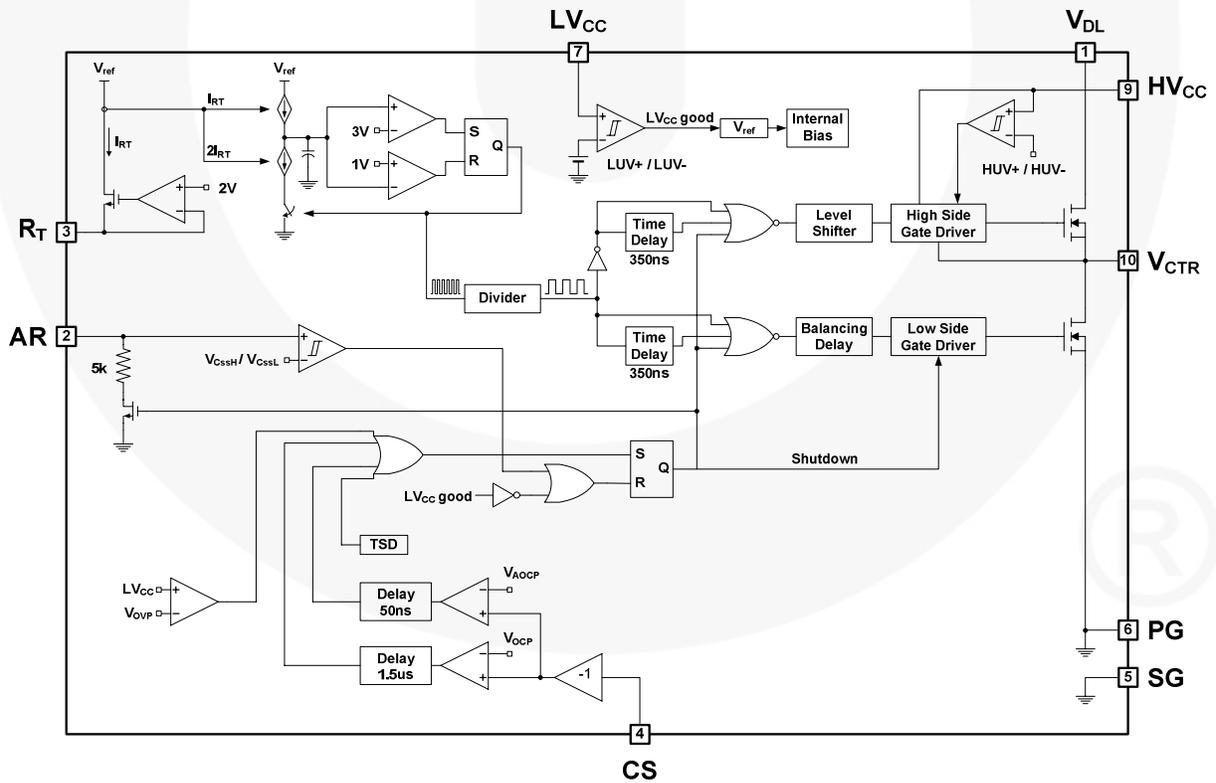 LVCC
7
VDL
1
HVCC
9
Vref
Vref
IRT
IRT
2IRT
+
3V
−
1V
+
−
S
Q
R
+
−
LVCC good
Vref
Internal
Bias
LUV+ / LUV-
+
−
HUV+ / HUV-
+
2V
−
RT
3
Time
Delay
350ns
Level
Shifter
High Side
Gate Driver
10
VCTR
Divider
AR
2
+
VCssH / VCssL
−
5k
Time
Delay
350ns
Balancing
Delay
Low Side
Gate Driver
S
Q
R
Shutdown
LVCC good
TSD
LVCC
+
VOVP
−
Delay
50ns
VAOCP
−
+
Delay
1.5us
VOCP
−
+
-1
6
PG
5
SG
4
CS
®